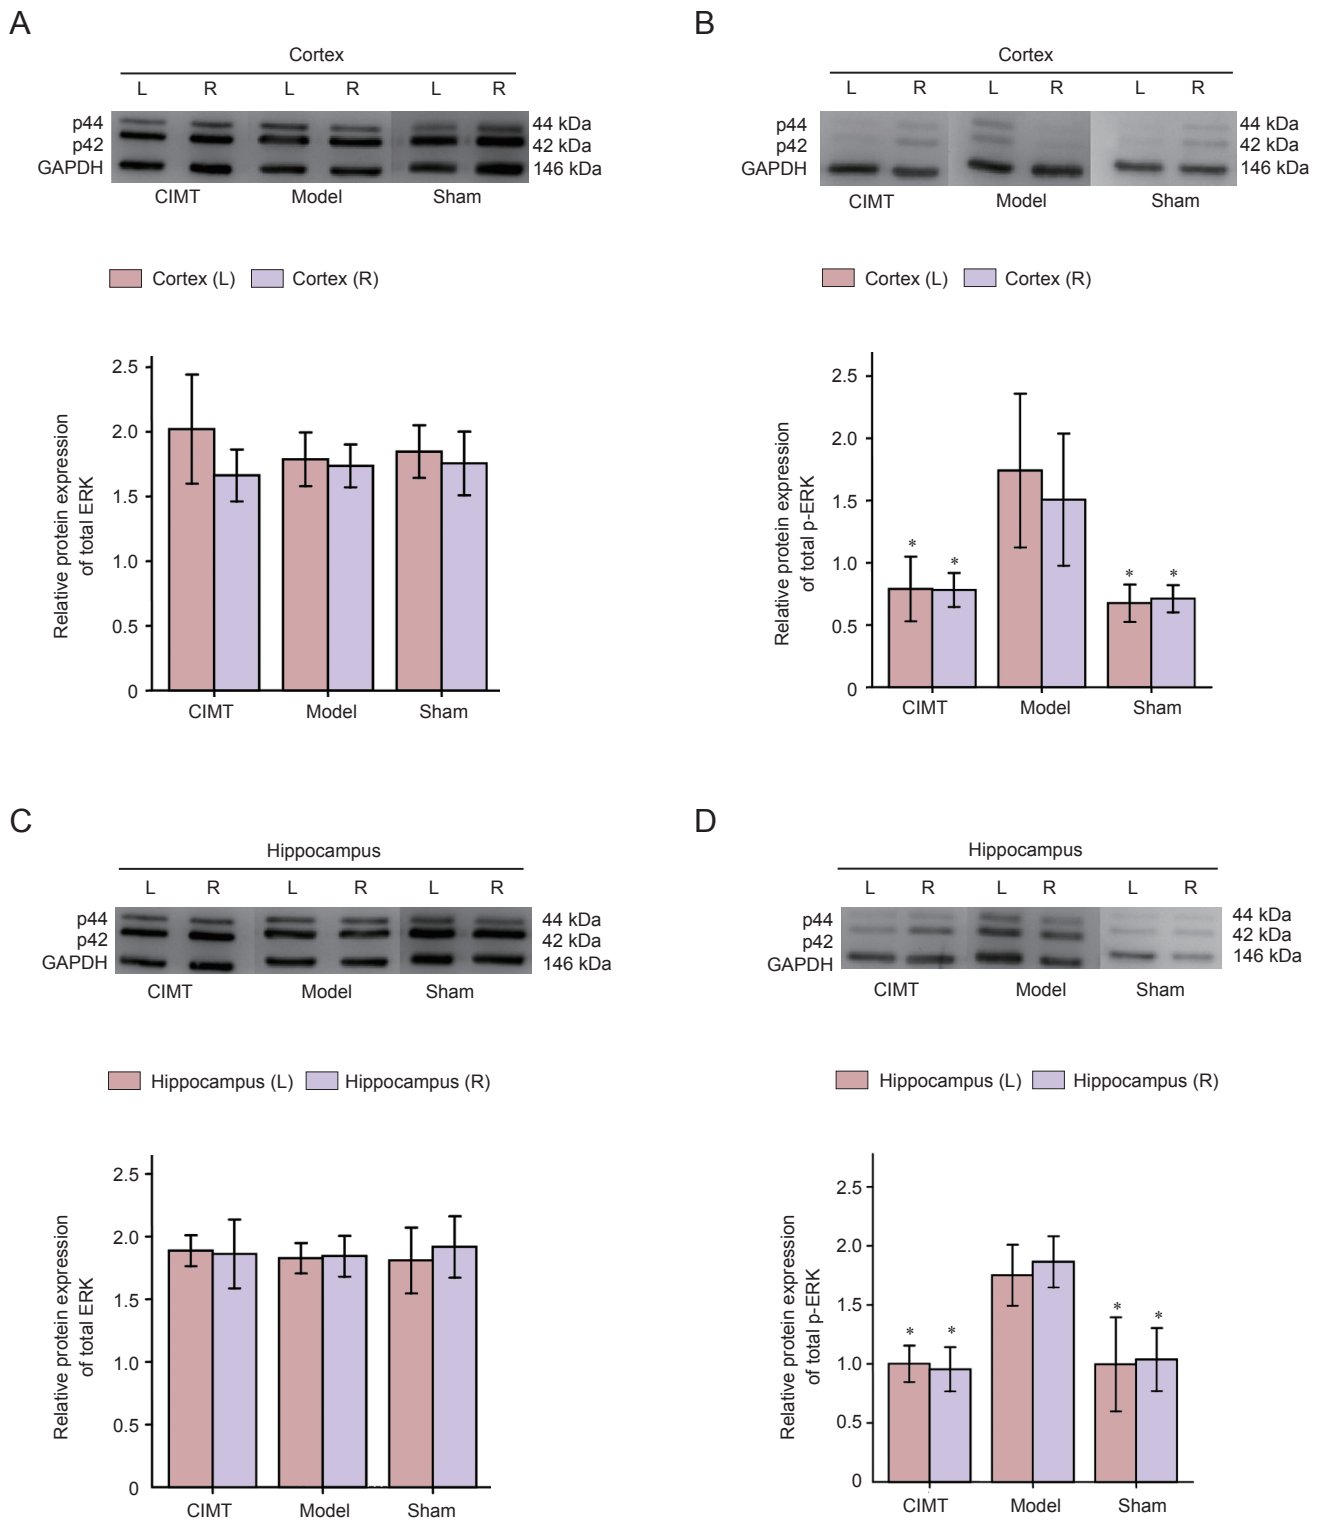 A
Cortex
L R L R L R
p44 44 kDa
p42 42 kDa
GAPDH 146 kDa
CIMT Model Sham
Cortex (L) Cortex (R)
Relative protein expression
of total ERK
2.5
2.0
1.5
1.0
0.5
0
CIMT Model Sham
B
Cortex
L R L R L R
p44 44 kDa
p42 42 kDa
GAPDH 146 kDa
CIMT Model Sham
Cortex (L) Cortex (R)
Relative protein expression
of total p-ERK
2.5
2.0
1.5
1.0
0.5
0
* * * *
CIMT Model Sham
C
Hippocampus
L R L R L R
p44 44 kDa
p42 42 kDa
GAPDH 146 kDa
CIMT Model Sham
Hippocampus (L) Hippocampus (R)
Relative protein expression
of total ERK
2.5
2.0
1.5
1.0
0.5
0
CIMT Model Sham
D
Hippocampus
L R L R L R
p44 44 kDa
p42 42 kDa
GAPDH 146 kDa
CIMT Model Sham
Hippocampus (L) Hippocampus (R)
Relative protein expression
of total p-ERK
2.5
2.0
1.5
1.0
0.5
0
* * * *
CIMT Model Sham